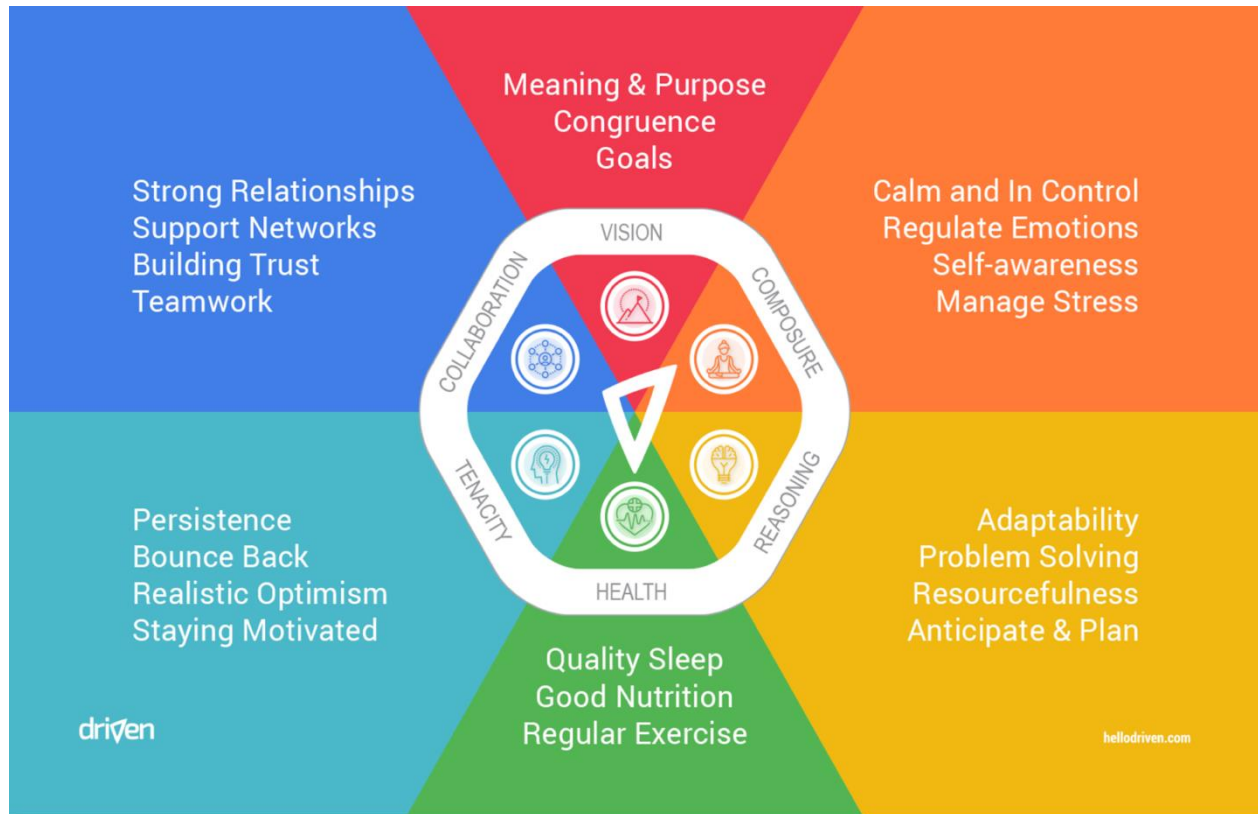 Meaning & Purpose
Congruence
Goals
Strong Relationships
Support Networks
Building Trust
Teamwork
Calm and In Control
Regulate Emotions
Self-awareness
Manage Stress
VISION
COLLABORATION
COMPOSURE
TENACITY
REASONING
HEALTH
Persistence
Bounce Back
Realistic Optimism
Staying Motivated
Adaptability
Problem Solving
Resourcefulness
Anticipate & Plan
Quality Sleep
Good Nutrition
Regular Exercise
driven
hellodriven.com